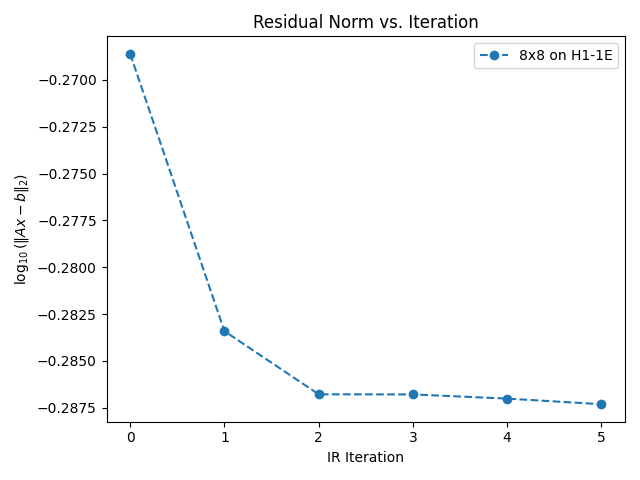 Residual Norm vs. Iteration
8x8 on H1-1E
−0.2700
−0.2725
−0.2750
−0.2775
−0.2800
−0.2825
−0.2850
−0.2875
log₁₀(‖Ax − b‖₂)
0 1 2 3 4 5
IR Iteration